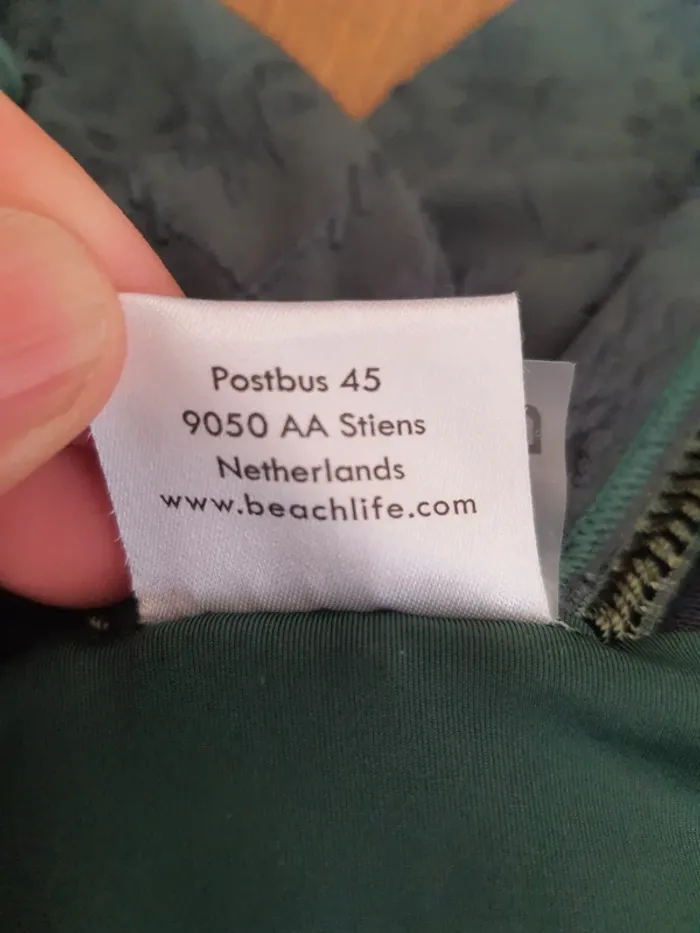 Postbus 45
9050 AA Stiens
Netherlands
www.beachlife.com